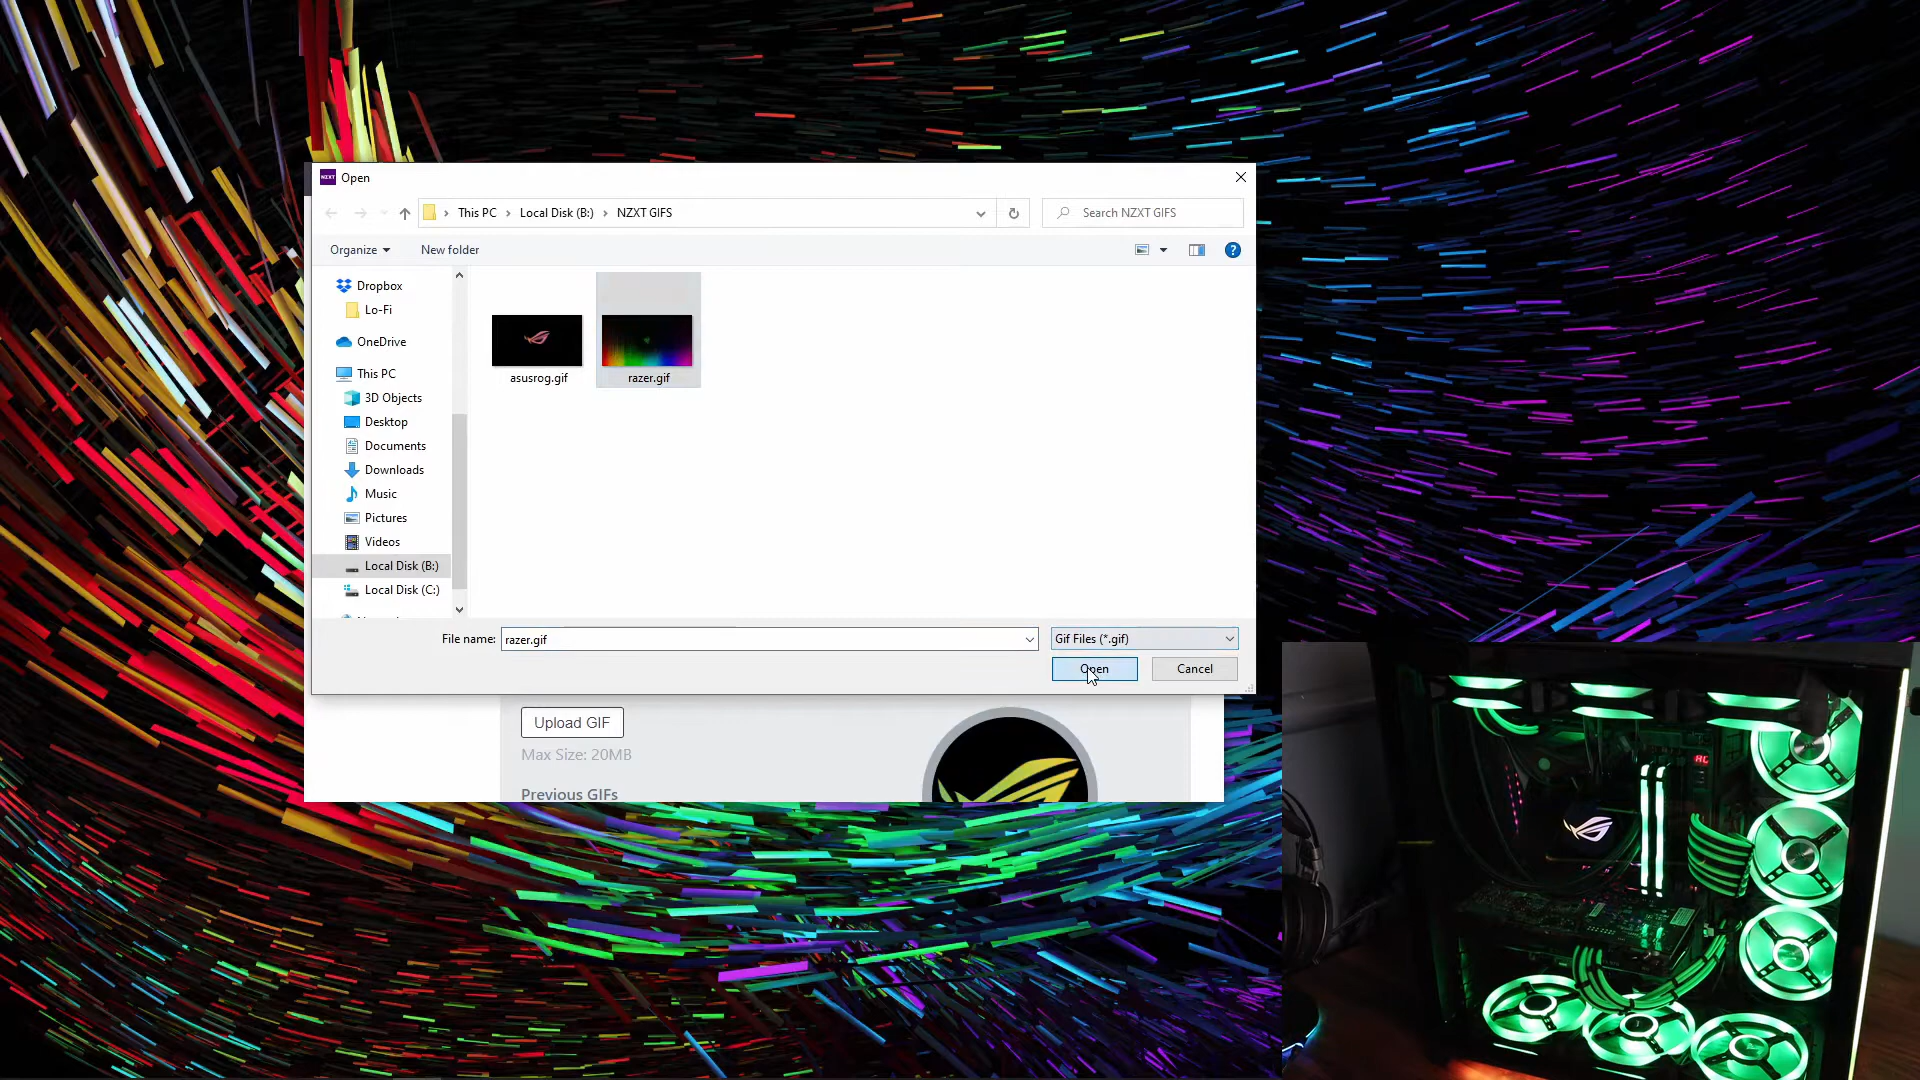 NZXT Open
This PC Local Disk (B:) NZXT GIFS
Search NZXT GIFS
Organize New folder
?
Dropbox
Lo-Fi
OneDrive
This PC
3D Objects
Desktop
Documents
Downloads
Music
Pictures
Videos
Local Disk (B:)
Local Disk (C:)
asusrog.gif
razer.gif
File name: razer.gif
Gif Files (*.gif)
Open
Cancel
Upload GIF
Max Size: 20MB
Previous GIFs